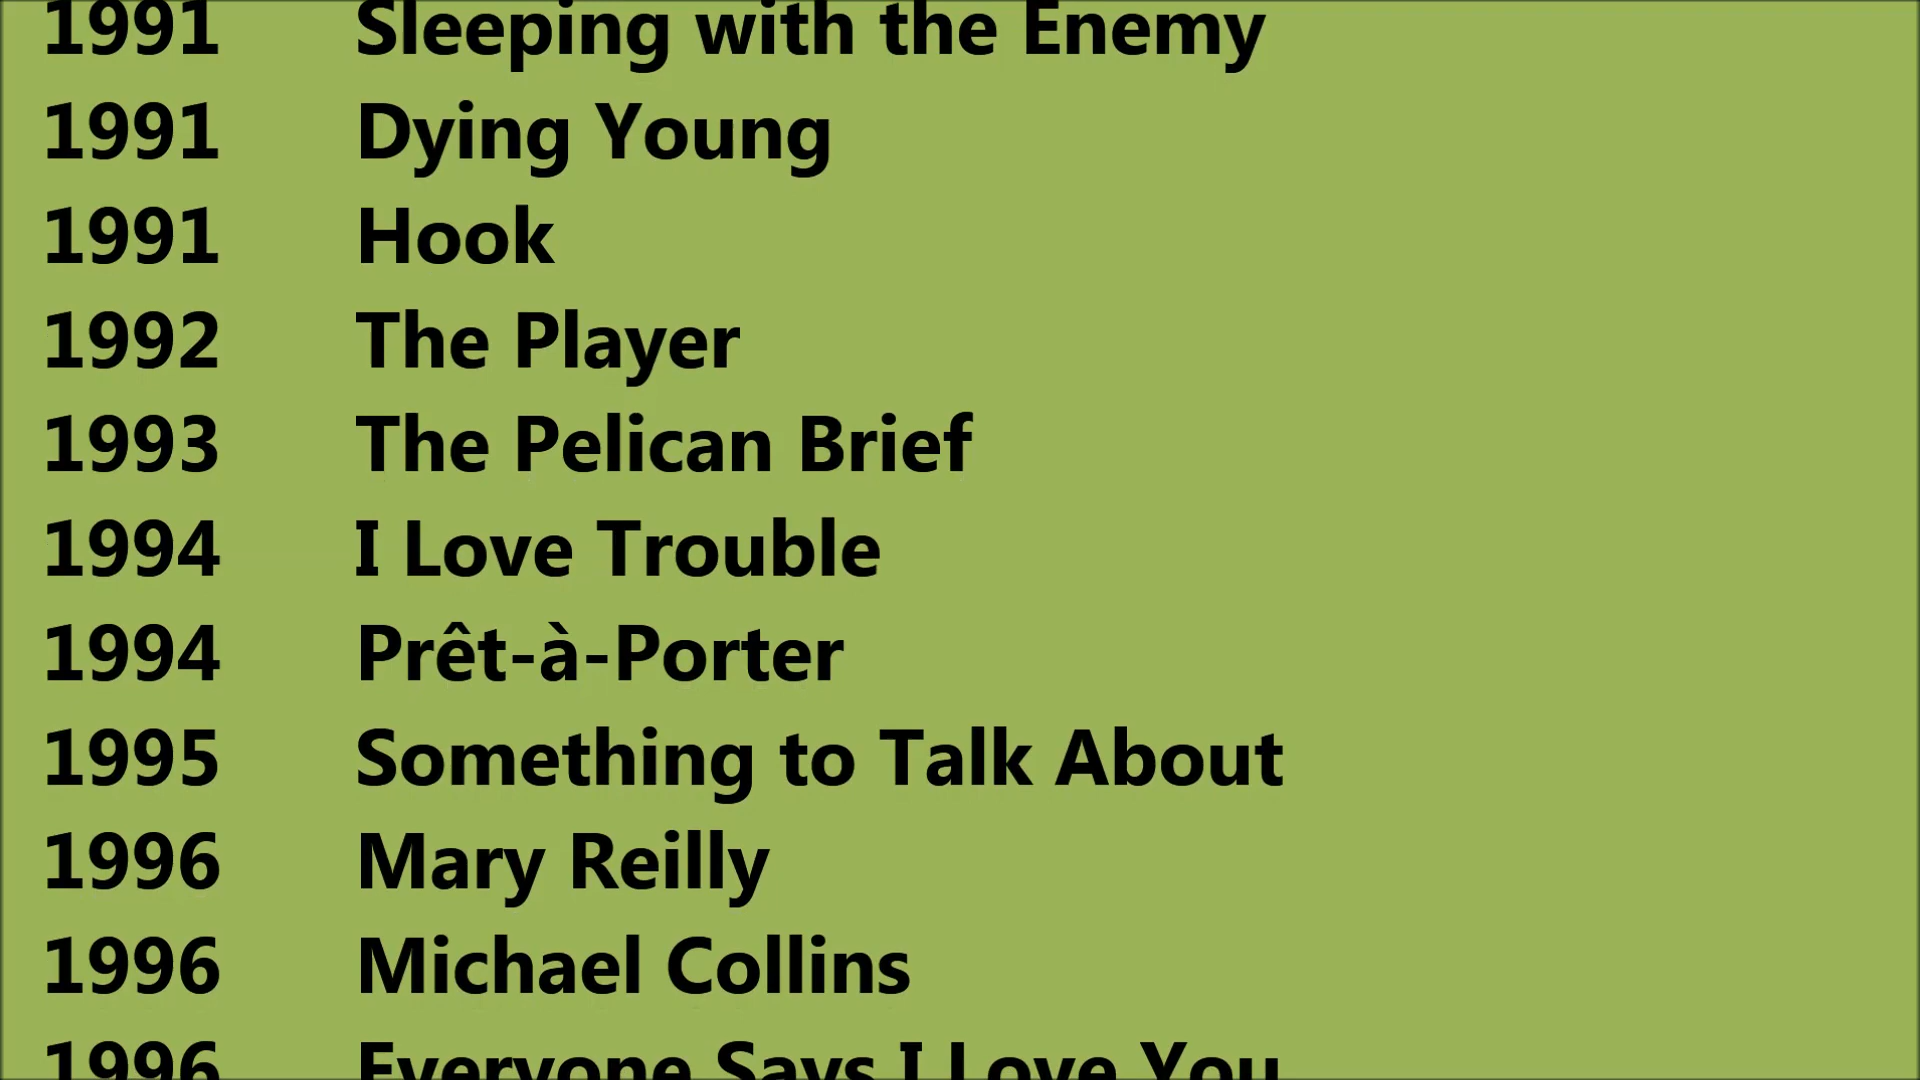 1991 Sleeping with the Enemy
1991 Dying Young
1991 Hook
1992 The Player
1993 The Pelican Brief
1994 I Love Trouble
1994 Prêt-à-Porter
1995 Something to Talk About
1996 Mary Reilly
1996 Michael Collins
1996 Everyone Says I Love You